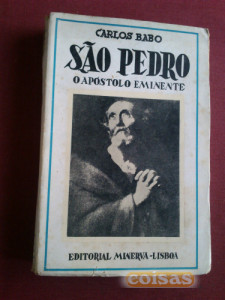 CARLOS BABO
SÃO PEDRO
O APOSTOLO EMINENTE
EDITORIAL MINERVA-LISBOA
coisas